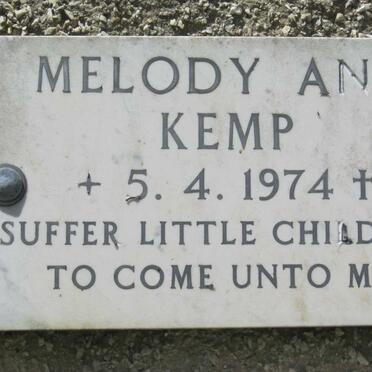 MELODY AN
KEMP
+ 5. 4. 1974 †
SUFFER LITTLE CHILD
TO COME UNTO M